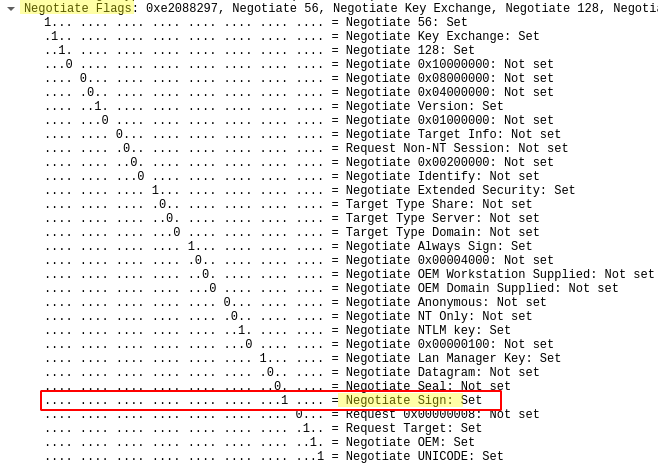 Negotiate Flags: 0xe2088297, Negotiate 56, Negotiate Key Exchange, Negotiate 128, Negotia
1... .... .... .... .... .... .... .... = Negotiate 56: Set
.1.. .... .... .... .... .... .... .... = Negotiate Key Exchange: Set
..1. .... .... .... .... .... .... .... = Negotiate 128: Set
...0 .... .... .... .... .... .... .... = Negotiate 0x10000000: Not set
.... 0... .... .... .... .... .... .... = Negotiate 0x08000000: Not set
.... .0.. .... .... .... .... .... .... = Negotiate 0x04000000: Not set
.... ..1. .... .... .... .... .... .... = Negotiate Version: Set
.... ...0 .... .... .... .... .... .... = Negotiate 0x01000000: Not set
.... .... 0... .... .... .... .... .... = Negotiate Target Info: Not set
.... .... .0.. .... .... .... .... .... = Request Non-NT Session: Not set
.... .... ..0. .... .... .... .... .... = Negotiate 0x00200000: Not set
.... .... ...0 .... .... .... .... .... = Negotiate Identify: Not set
.... .... .... 1... .... .... .... .... = Negotiate Extended Security: Set
.... .... .... .0.. .... .... .... .... = Target Type Share: Not set
.... .... .... ..0. .... .... .... .... = Target Type Server: Not set
.... .... .... ...0 .... .... .... .... = Target Type Domain: Not set
.... .... .... .... 1... .... .... .... = Negotiate Always Sign: Set
.... .... .... .... .0.. .... .... .... = Negotiate 0x00004000: Not set
.... .... .... .... ..0. .... .... .... = Negotiate OEM Workstation Supplied: Not set
.... .... .... .... ...0 .... .... .... = Negotiate OEM Domain Supplied: Not set
.... .... .... .... .... 0... .... .... = Negotiate Anonymous: Not set
.... .... .... .... .... .0.. .... .... = Negotiate NT Only: Not set
.... .... .... .... .... ..1. .... .... = Negotiate NTLM key: Set
.... .... .... .... .... ...0 .... .... = Negotiate 0x00000100: Not set
.... .... .... .... .... .... 1... .... = Negotiate Lan Manager Key: Set
.... .... .... .... .... .... .0.. .... = Negotiate Datagram: Not set
.... .... .... .... .... .... ..0. .... = Negotiate Seal: Not set
.... .... .... .... .... .... ...1 .... = Negotiate Sign: Set
.... .... .... .... .... .... .... 0... = Request 0x00000008: Not set
.... .... .... .... .... .... .... .1.. = Request Target: Set
.... .... .... .... .... .... .... ..1. = Negotiate OEM: Set
.... .... .... .... .... .... .... ...1 = Negotiate UNICODE: Set